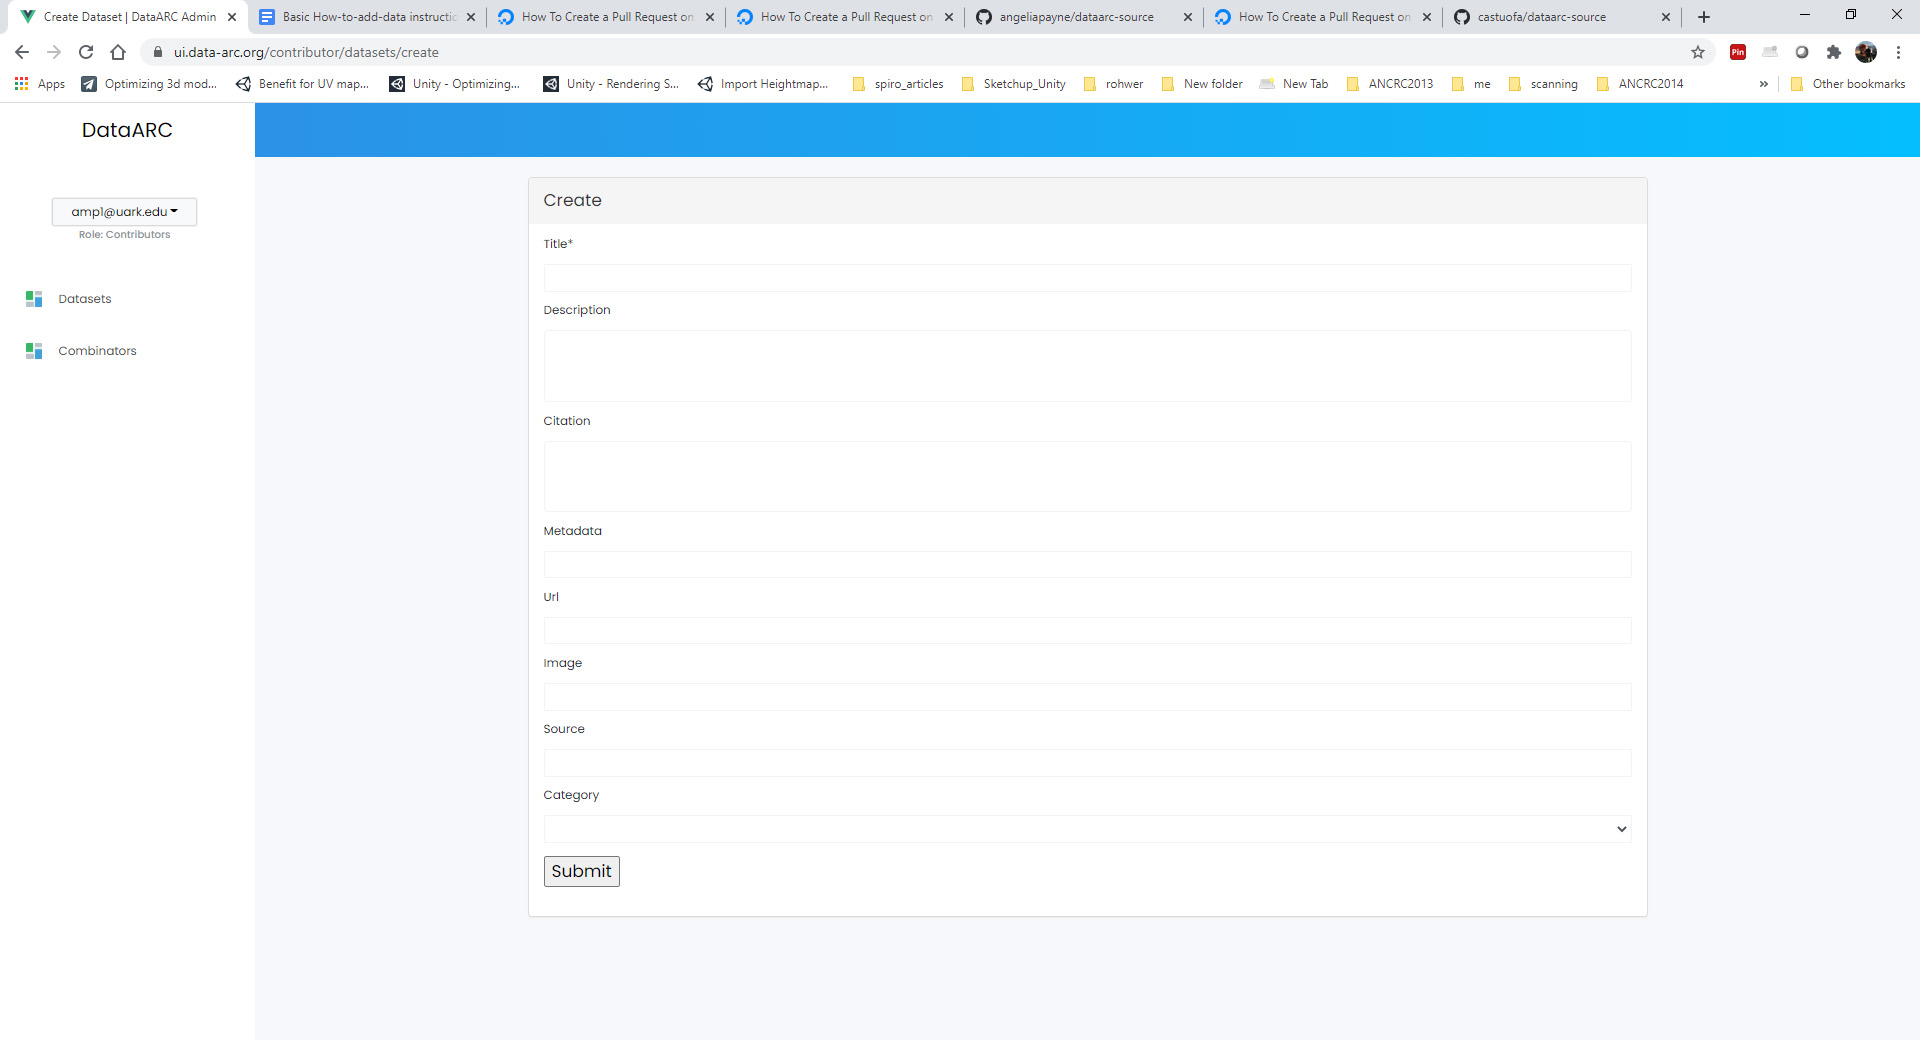 Create Dataset | DataARC Admin
Basic How-to-add-data instructic
How To Create a Pull Request on
How To Create a Pull Request on
angeliapayne/dataarc-source
How To Create a Pull Request on
castuofa/dataarc-source
ui.data-arc.org/contributor/datasets/create
Pin
Apps
Optimizing 3d mod...
Benefit for UV map...
Unity - Optimizing...
Unity - Rendering S...
Import Heightmap...
spiro_articles
Sketchup_Unity
rohwer
New folder
New Tab
ANCRC2013
me
scanning
ANCRC2014
»
Other bookmarks
DataARC
amp1@uark.edu
Role: Contributors
Datasets
Combinators
Create
Title*
Description
Citation
Metadata
Url
Image
Source
Category
Submit